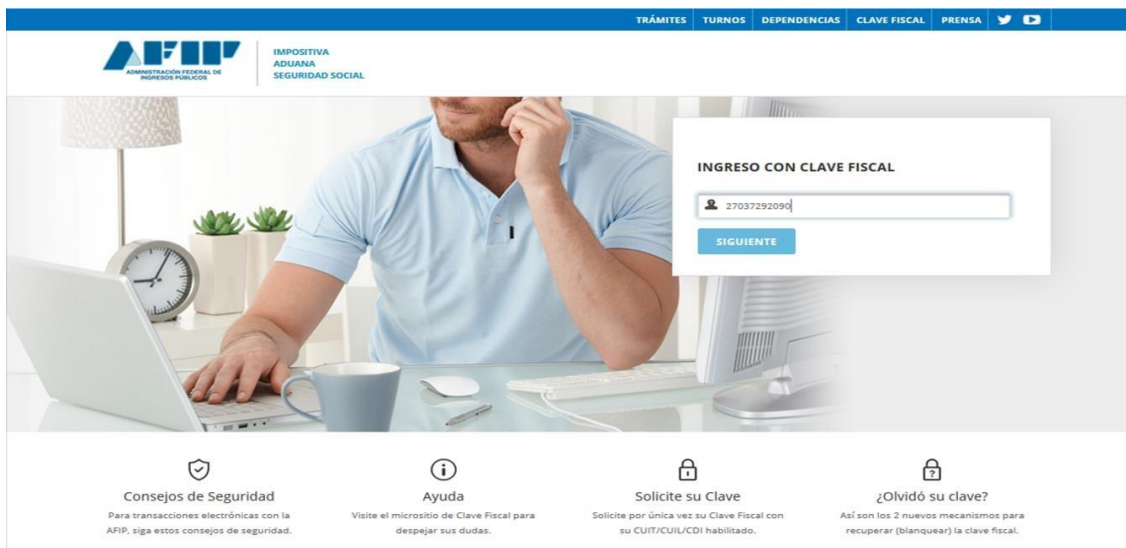 TRÁMITES TURNOS DEPENDENCIAS CLAVE FISCAL PRENSA
AFIP
ADMINISTRACIÓN FEDERAL DE
INGRESOS PÚBLICOS
IMPOSITIVA
ADUANA
SEGURIDAD SOCIAL
INGRESO CON CLAVE FISCAL
27037292090
SIGUIENTE
Consejos de Seguridad
Para transacciones electrónicas con la
AFIP, siga estos consejos de seguridad.
Ayuda
Visite el micrositio de Clave Fiscal para
despejar sus dudas.
Solicite su Clave
Solicite por única vez su Clave Fiscal con
su CUIT/CUIL/CDI habilitado.
¿Olvidó su clave?
Así son los 2 nuevos mecanismos para
recuperar (blanquear) la clave fiscal.